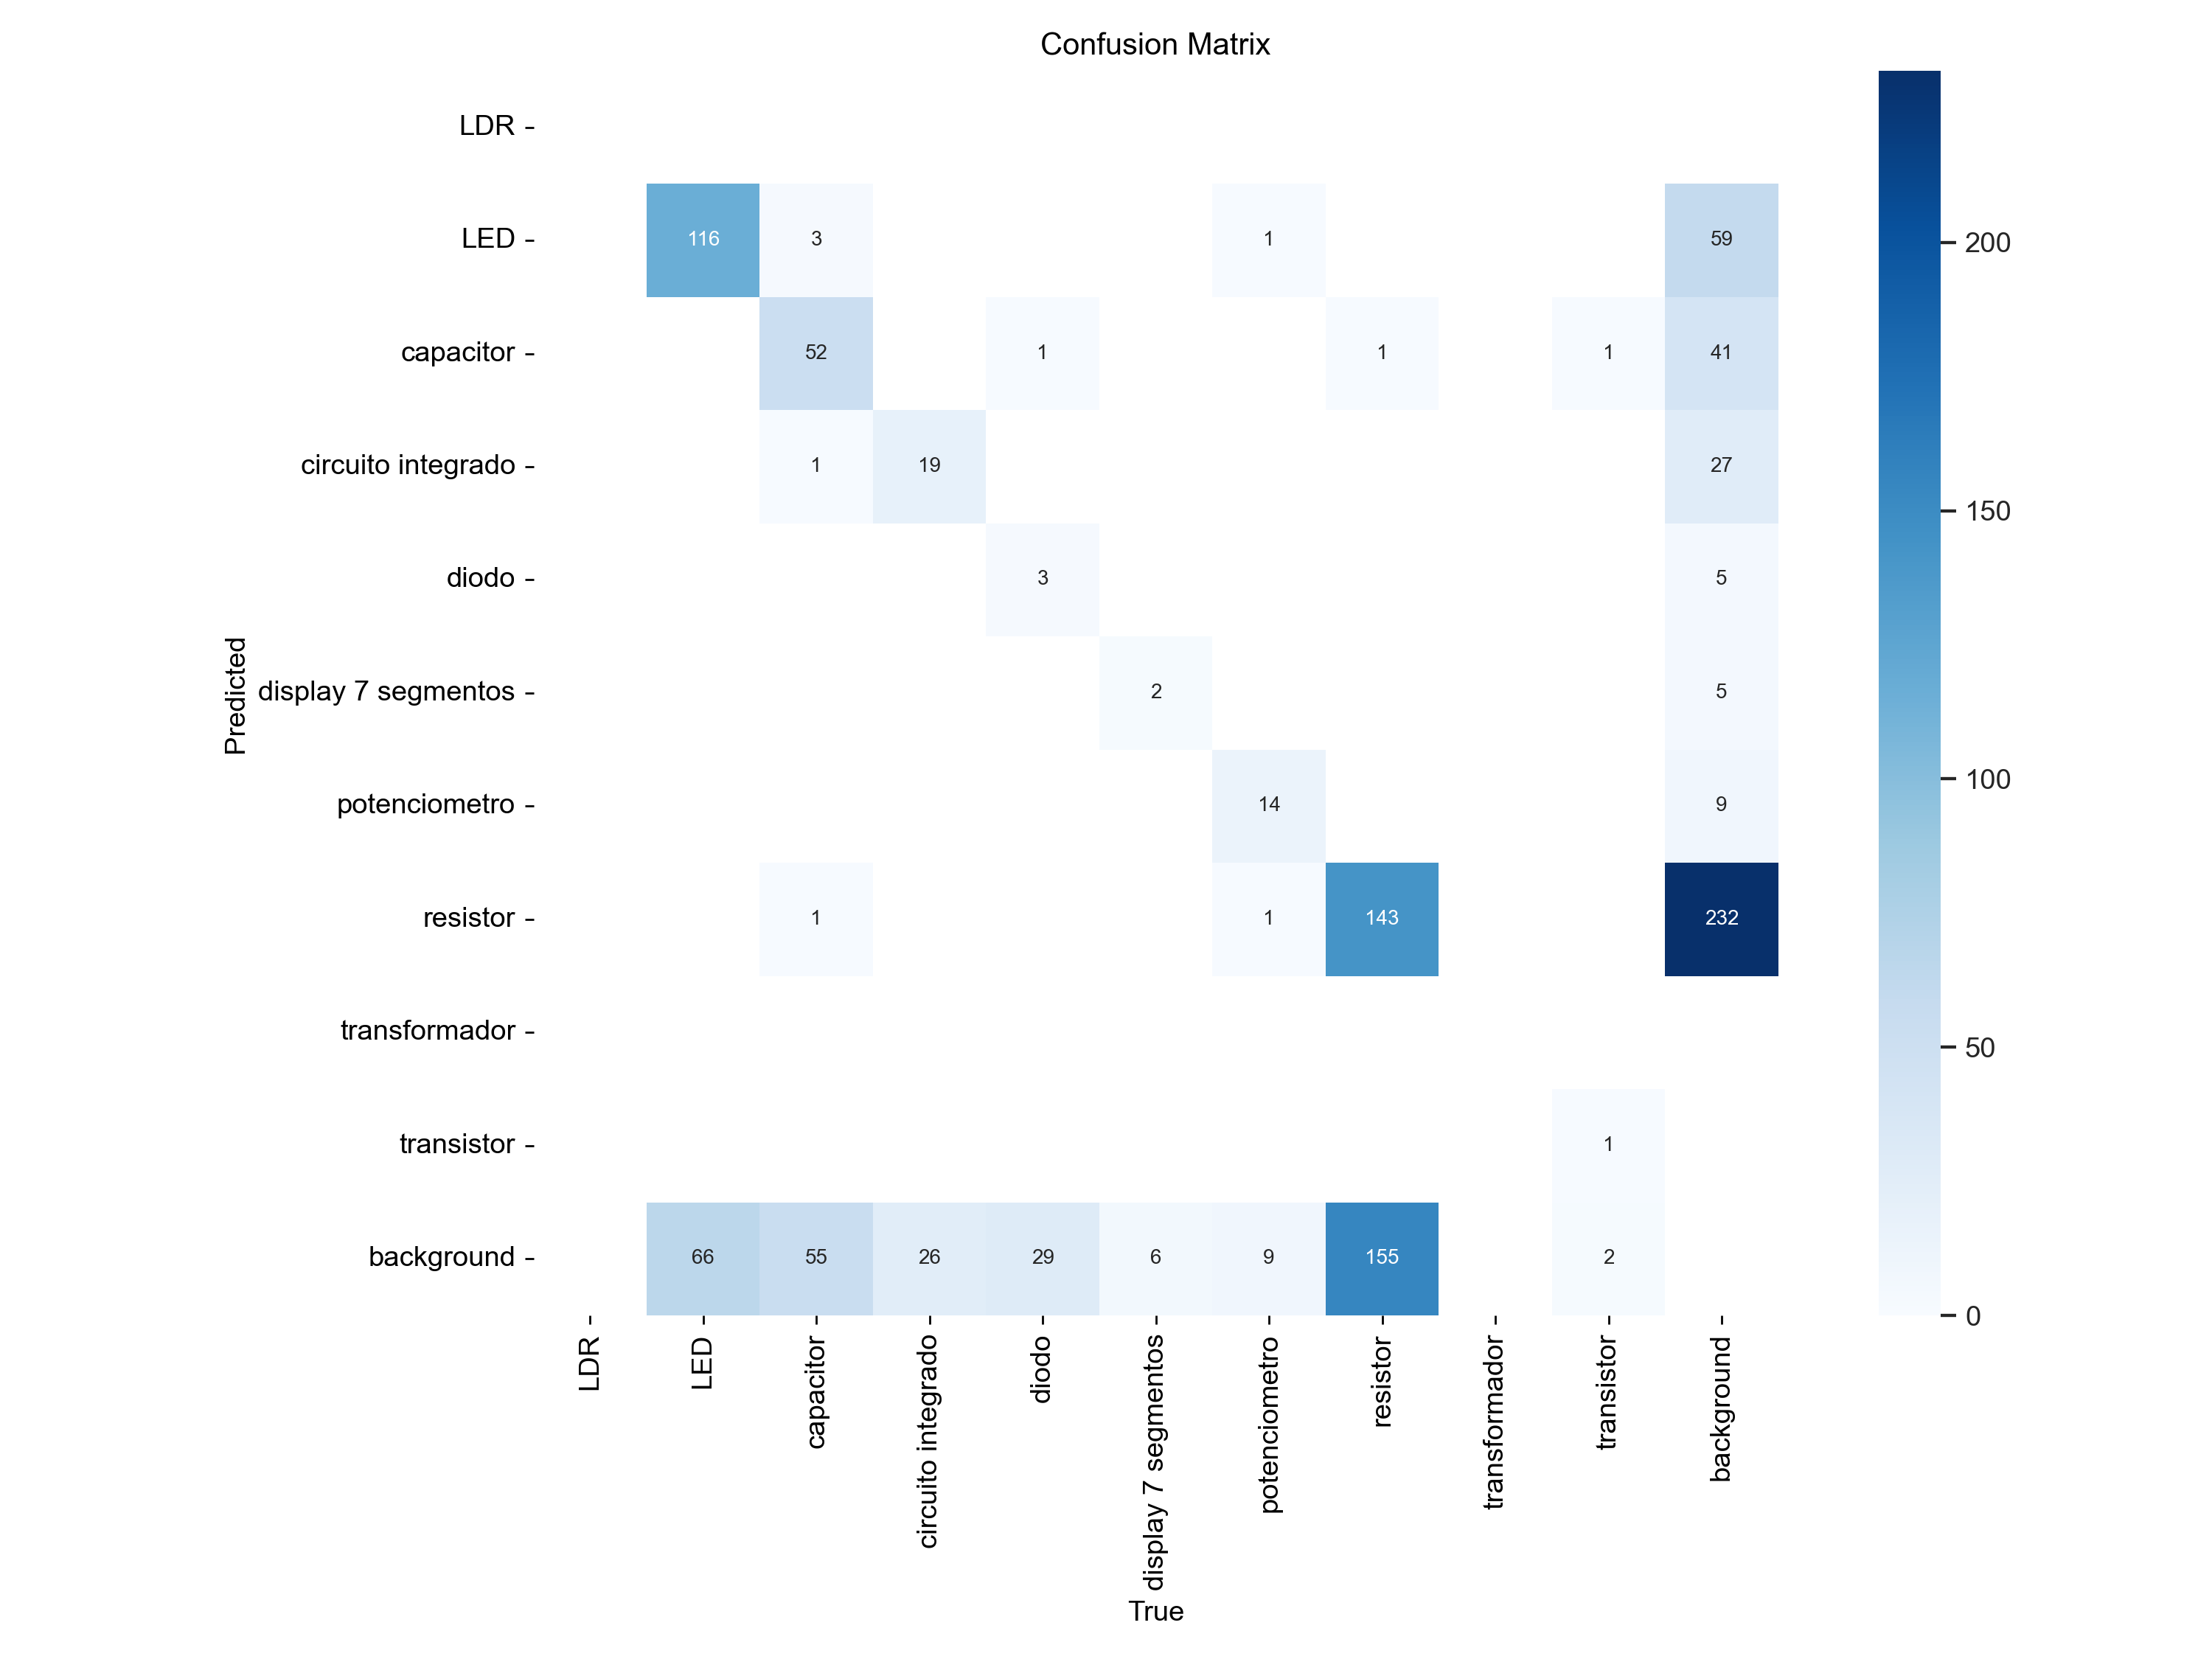 Confusion Matrix
LDR
LED 116 3 1 59
capacitor 52 1 1 1 41
circuito integrado 1 19 27
diodo 3 5
display 7 segmentos 2 5
potenciometro 14 9
resistor 1 1 143 232
transformador
transistor 1
background 66 55 26 29 6 9 155 2
Predicted
LDR
LED
capacitor
circuito integrado
diodo
display 7 segmentos
potenciometro
resistor
transformador
transistor
background
True
200
150
100
50
0